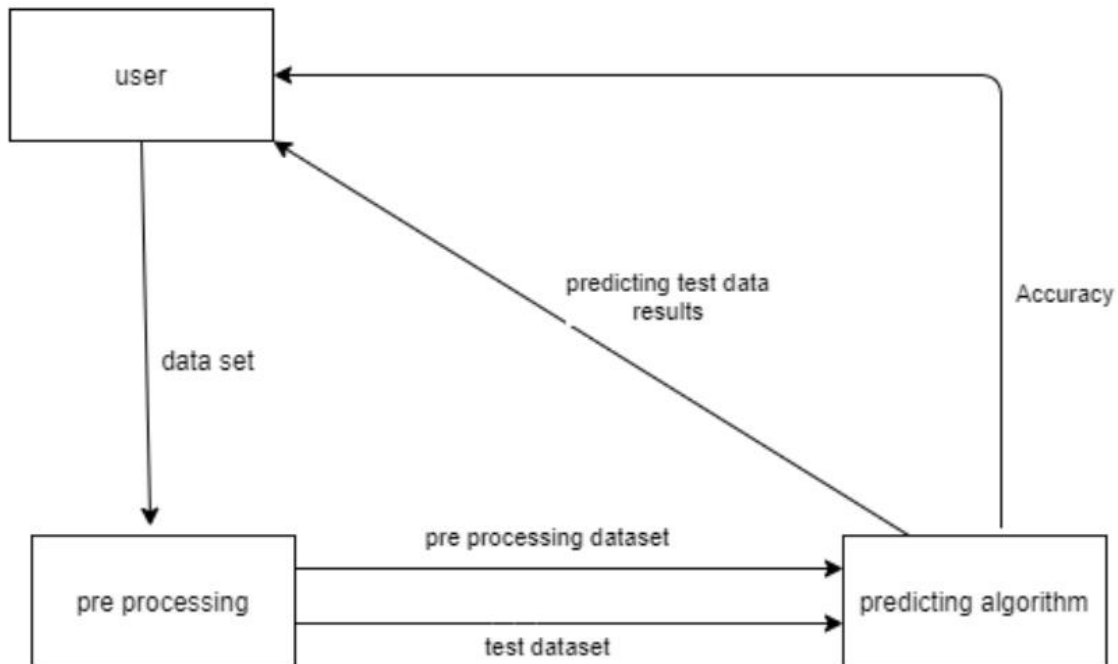 user
predicting test data
results
Accuracy
data set
pre processing dataset
pre processing
predicting algorithm
test dataset